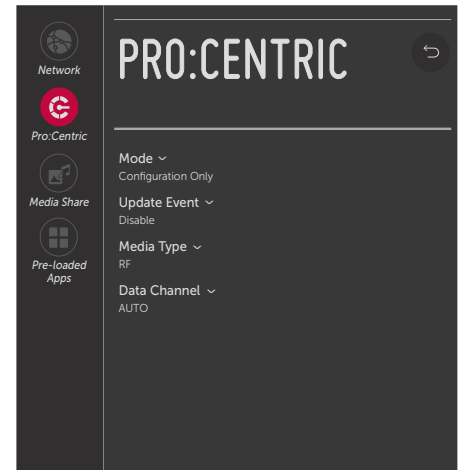 Network
Pro:Centric
Media Share
Pre-loaded
Apps
PRO:CENTRIC
Mode
Configuration Only
Update Event
Disable
Media Type
RF
Data Channel
AUTO